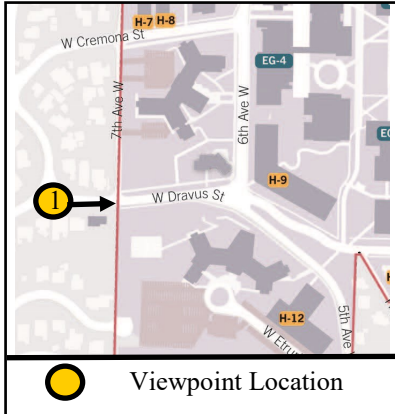 H-7 H-8
W Cremona St
EG-4
7th Ave W
6th Ave W
H-9
1
W Dravus St
H-12
5th Ave
W Etru
Viewpoint Location